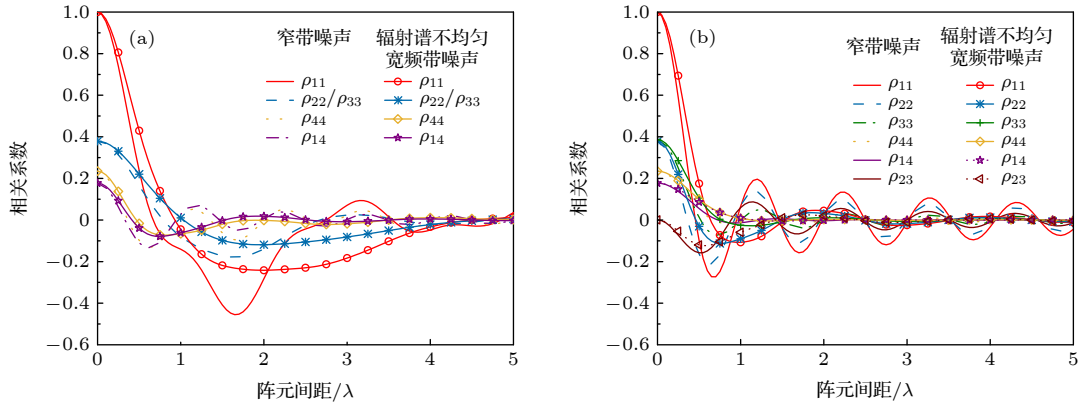 (a)
窄带噪声 辐射谱不均匀
宽频带噪声
ρ₁₁ ρ₁₁
ρ₂₂/ρ₃₃ ρ₂₂/ρ₃₃
ρ₄₄ ρ₄₄
ρ₁₄ ρ₁₄
1.0
0.8
0.6
0.4
0.2
0
−0.2
−0.4
−0.6
相关系数
0 1 2 3 4 5
阵元间距/λ
(b)
窄带噪声 辐射谱不均匀
宽频带噪声
ρ₁₁ ρ₁₁
ρ₂₂ ρ₂₂
ρ₃₃ ρ₃₃
ρ₄₄ ρ₄₄
ρ₁₄ ρ₁₄
ρ₂₃ ρ₂₃
1.0
0.8
0.6
0.4
0.2
0
−0.2
−0.4
−0.6
相关系数
0 1 2 3 4 5
阵元间距/λ